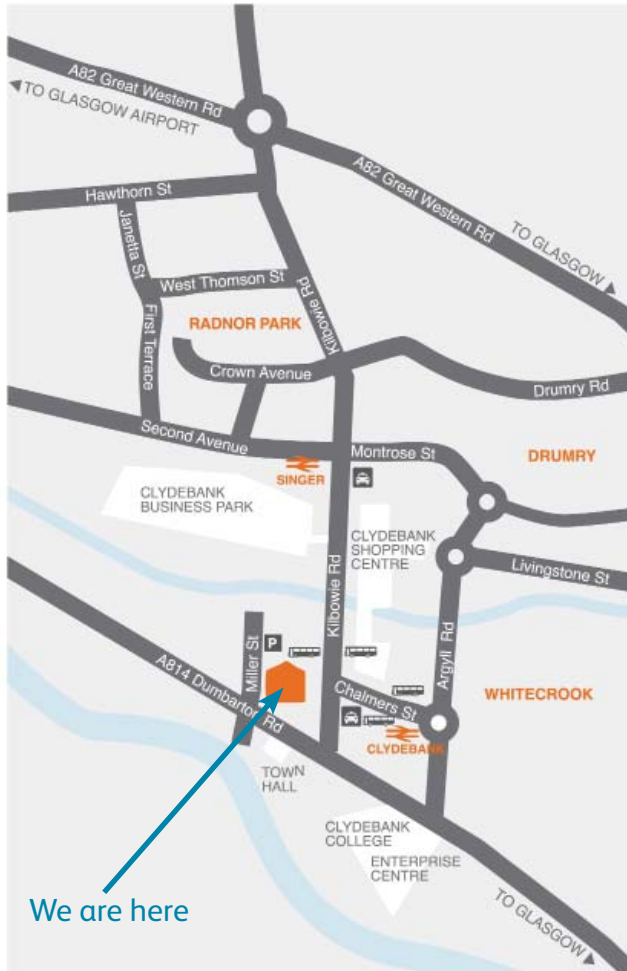 A82 Great Western Rd
TO GLASGOW AIRPORT
A82 Great Western Rd
TO GLASGOW
Hawthorn St
Janetta St
West Thomson St
Kilbowie Rd
First Terrace
RADNOR PARK
Crown Avenue
Drumry Rd
Second Avenue
Montrose St
DRUMRY
SINGER
CLYDEBANK
BUSINESS PARK
CLYDEBANK
SHOPPING
CENTRE
Livingstone St
Kilbowie Rd
Argyll Rd
Miller St
P
A814 Dumbarton Rd
Chalmers St
WHITECROOK
CLYDEBANK
TOWN
HALL
CLYDEBANK
COLLEGE
ENTERPRISE
CENTRE
We are here
TO GLASGOW